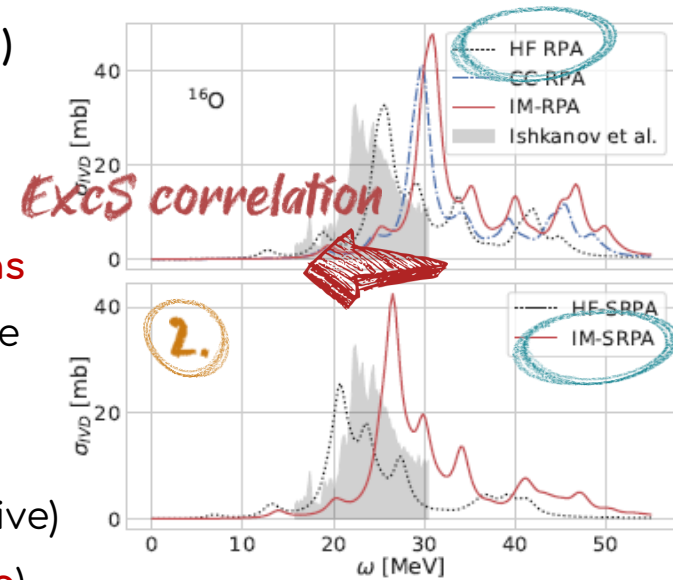 )
40
20
0
σIVD [mb]
¹⁶O
HF RPA
CC-RPA
IM-RPA
Ishkanov et al.
ExcS correlation
ns
e
2.
40
20
0
σIVD [mb]
HF-SRPA
IM-SRPA
ive)
)
0 10 20 30 40 50
ω [MeV]